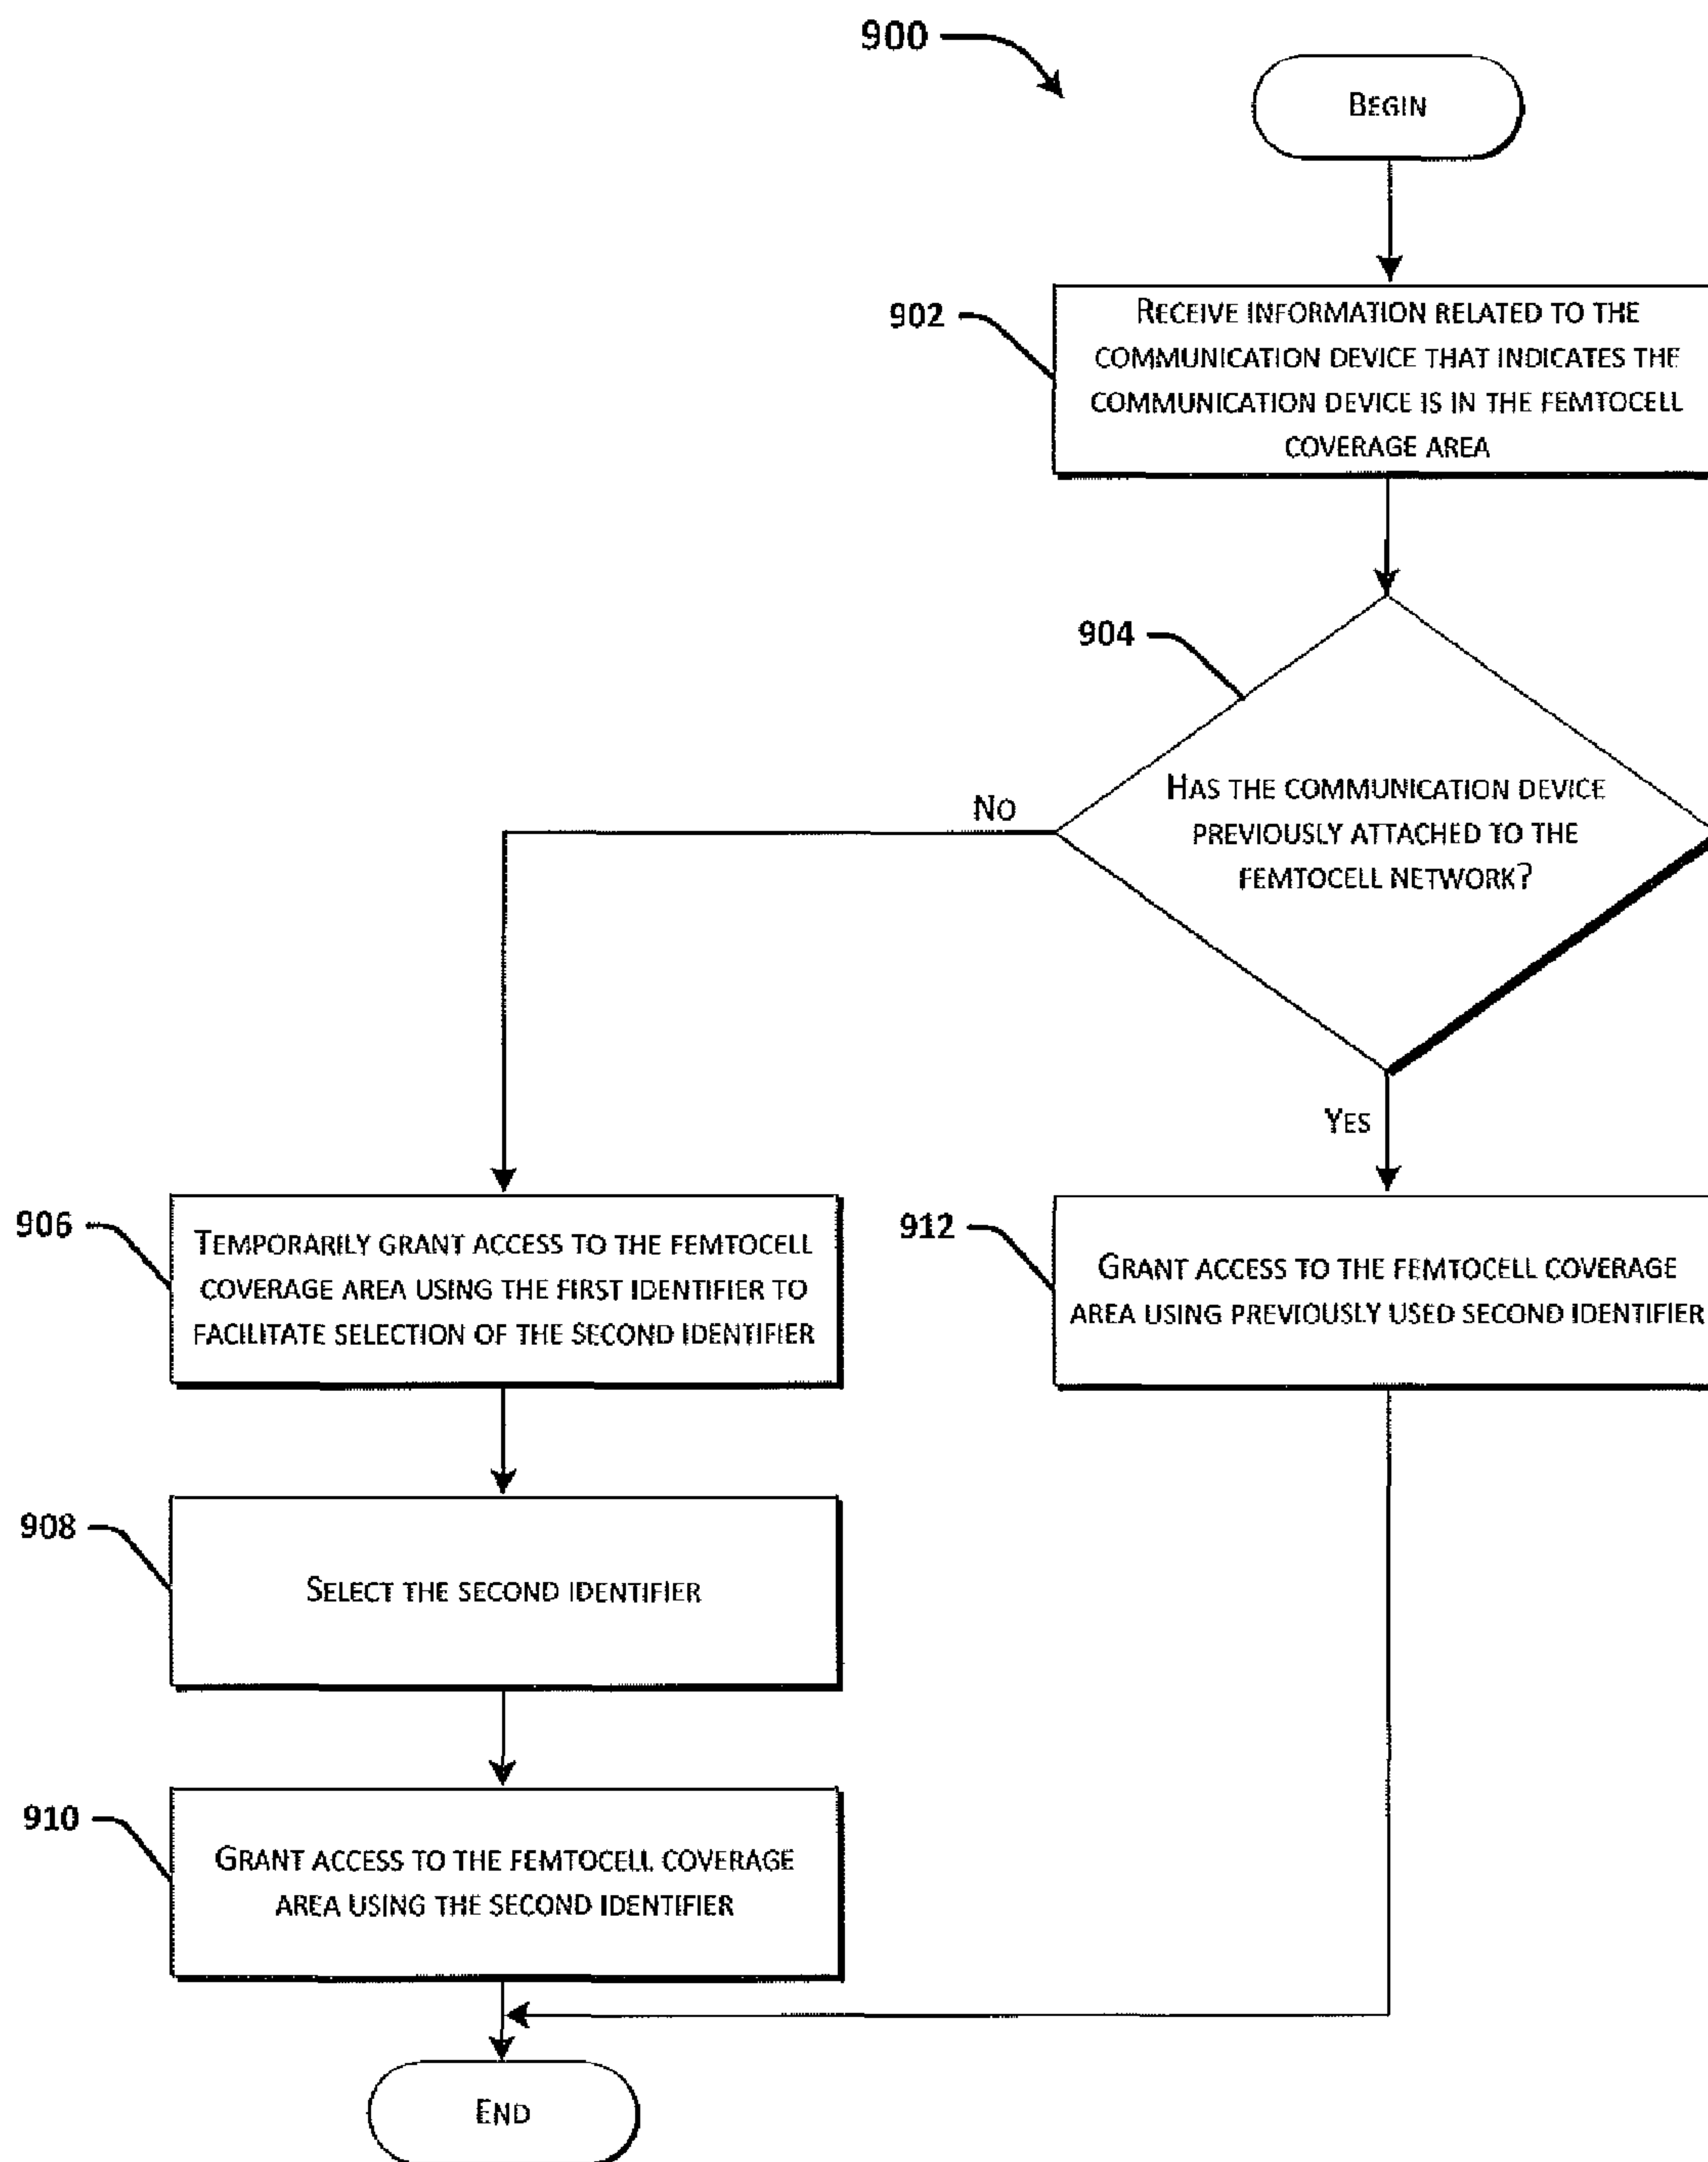 900
BEGIN
902
RECEIVE INFORMATION RELATED TO THE
COMMUNICATION DEVICE THAT INDICATES THE
COMMUNICATION DEVICE IS IN THE FEMTOCELL
COVERAGE AREA
904
HAS THE COMMUNICATION DEVICE
PREVIOUSLY ATTACHED TO THE
FEMTOCELL NETWORK?
NO
YES
906
TEMPORARILY GRANT ACCESS TO THE FEMTOCELL
COVERAGE AREA USING THE FIRST IDENTIFIER TO
FACILITATE SELECTION OF THE SECOND IDENTIFIER
912
GRANT ACCESS TO THE FEMTOCELL COVERAGE
AREA USING PREVIOUSLY USED SECOND IDENTIFIER
908
SELECT THE SECOND IDENTIFIER
910
GRANT ACCESS TO THE FEMTOCELL COVERAGE
AREA USING THE SECOND IDENTIFIER
END